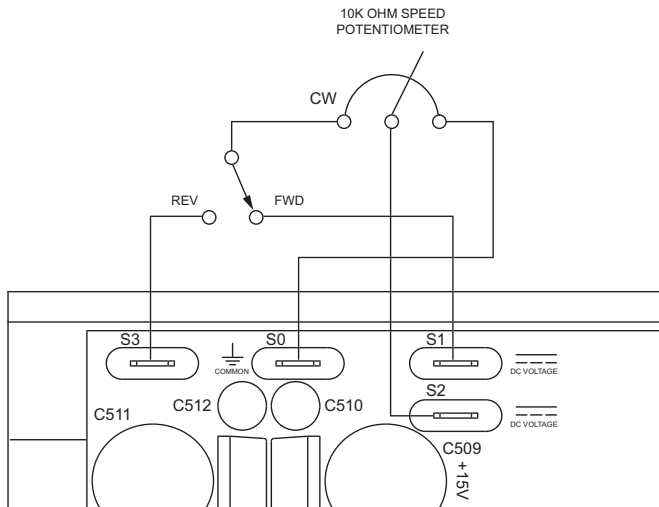 10K OHM SPEED
POTENTIOMETER
CW
REV
FWD
S3
S0
S1
COMMON
DC VOLTAGE
S2
C512
C510
C511
DC VOLTAGE
C509
+15V